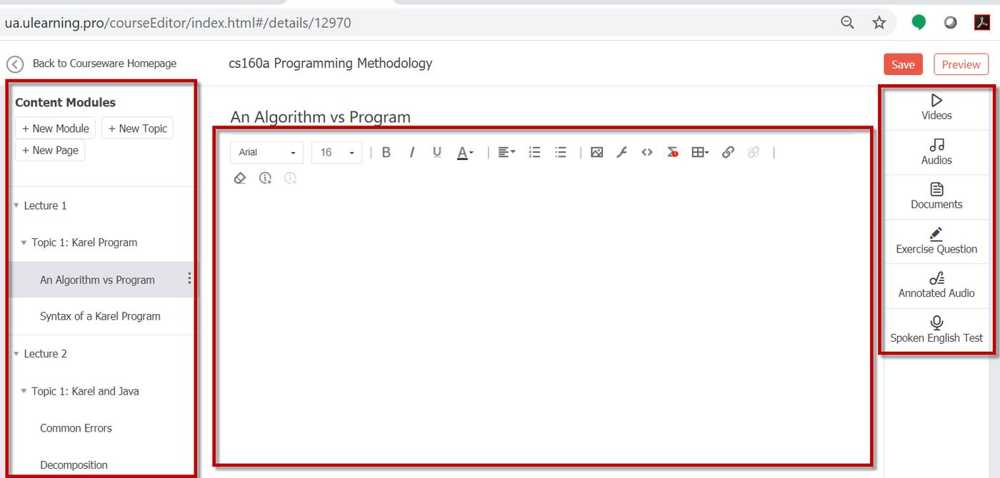 ua.ulearning.pro/courseEditor/index.html#/details/12970
Back to Courseware Homepage
cs160a Programming Methodology
Save
Preview
Content Modules
+ New Module
+ New Topic
+ New Page
Lecture 1
Topic 1: Karel Program
An Algorithm vs Program
Syntax of a Karel Program
Lecture 2
Topic 1: Karel and Java
Common Errors
Decomposition
An Algorithm vs Program
Arial
16
B I U A
Videos
Audios
Documents
Exercise Question
Annotated Audio
Spoken English Test